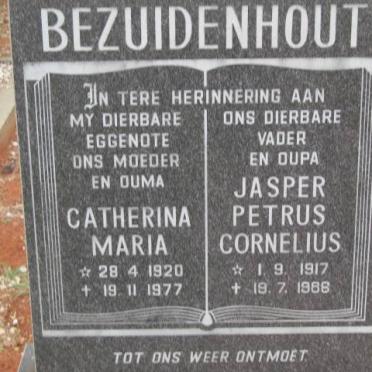 BEZUIDENHOUT
IN TERE HERINNERING AAN
MY DIERBARE
EGGENOTE
ONS MOEDER
EN OUMA
CATHERINA
MARIA
☆ 28 4 1920
✝ 19 11 1977
ONS DIERBARE
VADER
EN OUPA
JASPER
PETRUS
CORNELIUS
☆ 1. 9. 1917
✝ 19. 7. 1988
TOT ONS WEER ONTMOET.